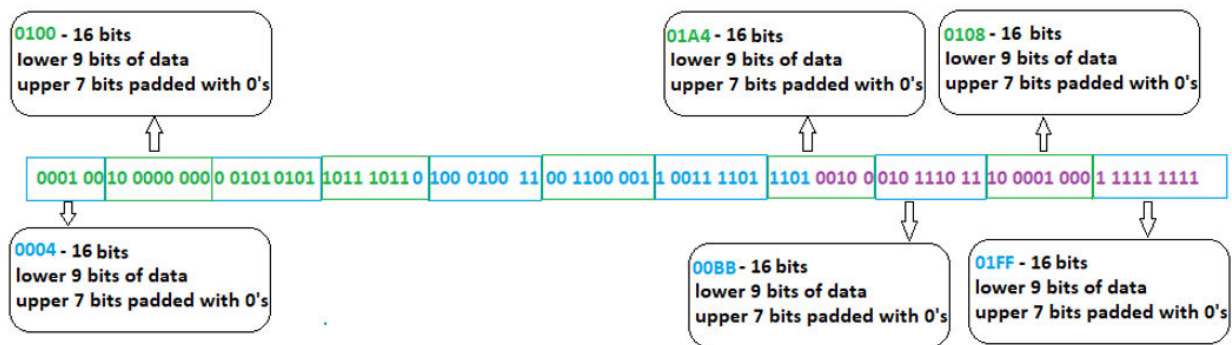 0100 - 16 bits
lower 9 bits of data
upper 7 bits padded with 0's
01A4 - 16 bits
lower 9 bits of data
upper 7 bits padded with 0's
0108 - 16 bits
lower 9 bits of data
upper 7 bits padded with 0's
0001 00 10 0000 000 0 0101 0101 1011 1011 0 100 0100 11 00 1100 001 1 0011 1101 1101 0010 0 010 1110 11 10 0001 000 1 1111 1111
0004 - 16 bits
lower 9 bits of data
upper 7 bits padded with 0's
00BB - 16 bits
lower 9 bits of data
upper 7 bits padded with 0's
01FF - 16 bits
lower 9 bits of data
upper 7 bits padded with 0's